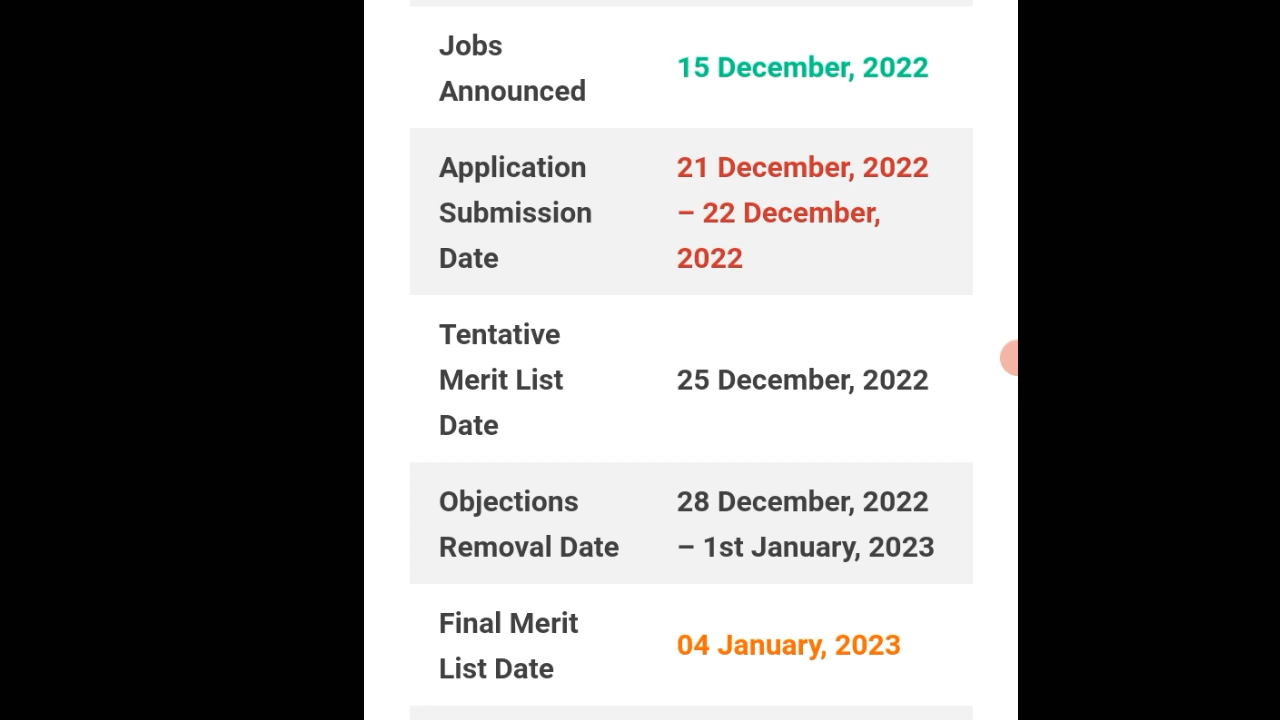 Jobs
Announced
15 December, 2022
Application
Submission
Date
21 December, 2022
– 22 December,
2022
Tentative
Merit List
Date
25 December, 2022
Objections
Removal Date
28 December, 2022
– 1st January, 2023
Final Merit
List Date
04 January, 2023